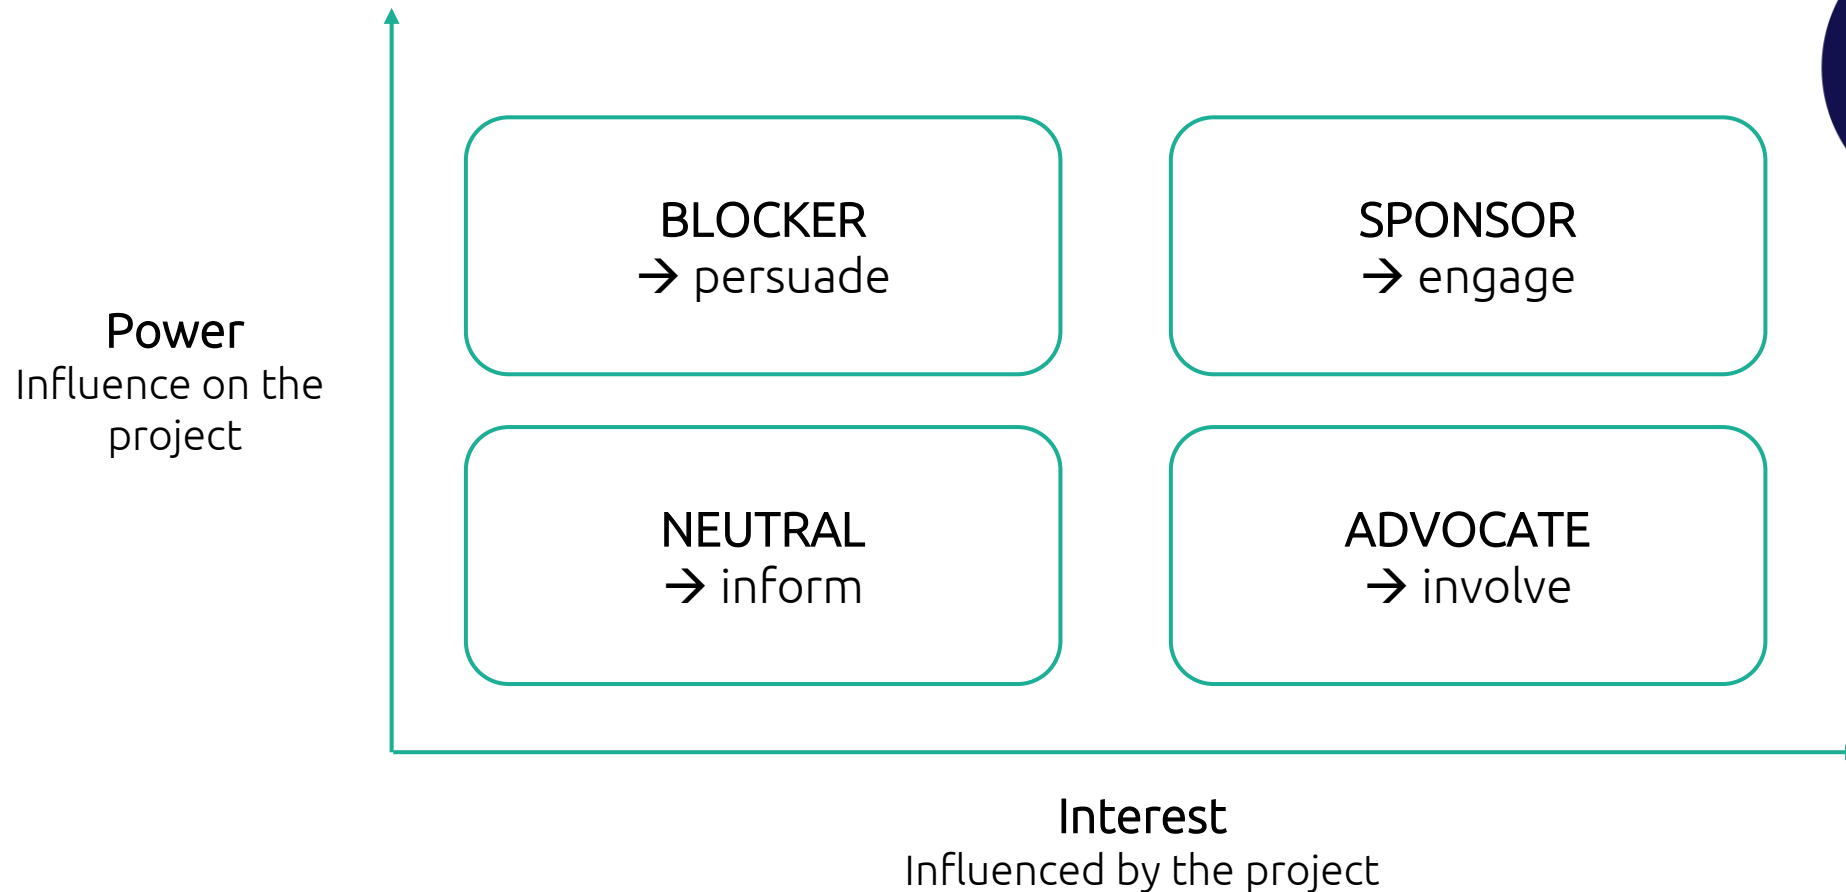 BLOCKER
→ persuade
SPONSOR
→ engage
Power
Influence on the
project
NEUTRAL
→ inform
ADVOCATE
→ involve
Interest
Influenced by the project